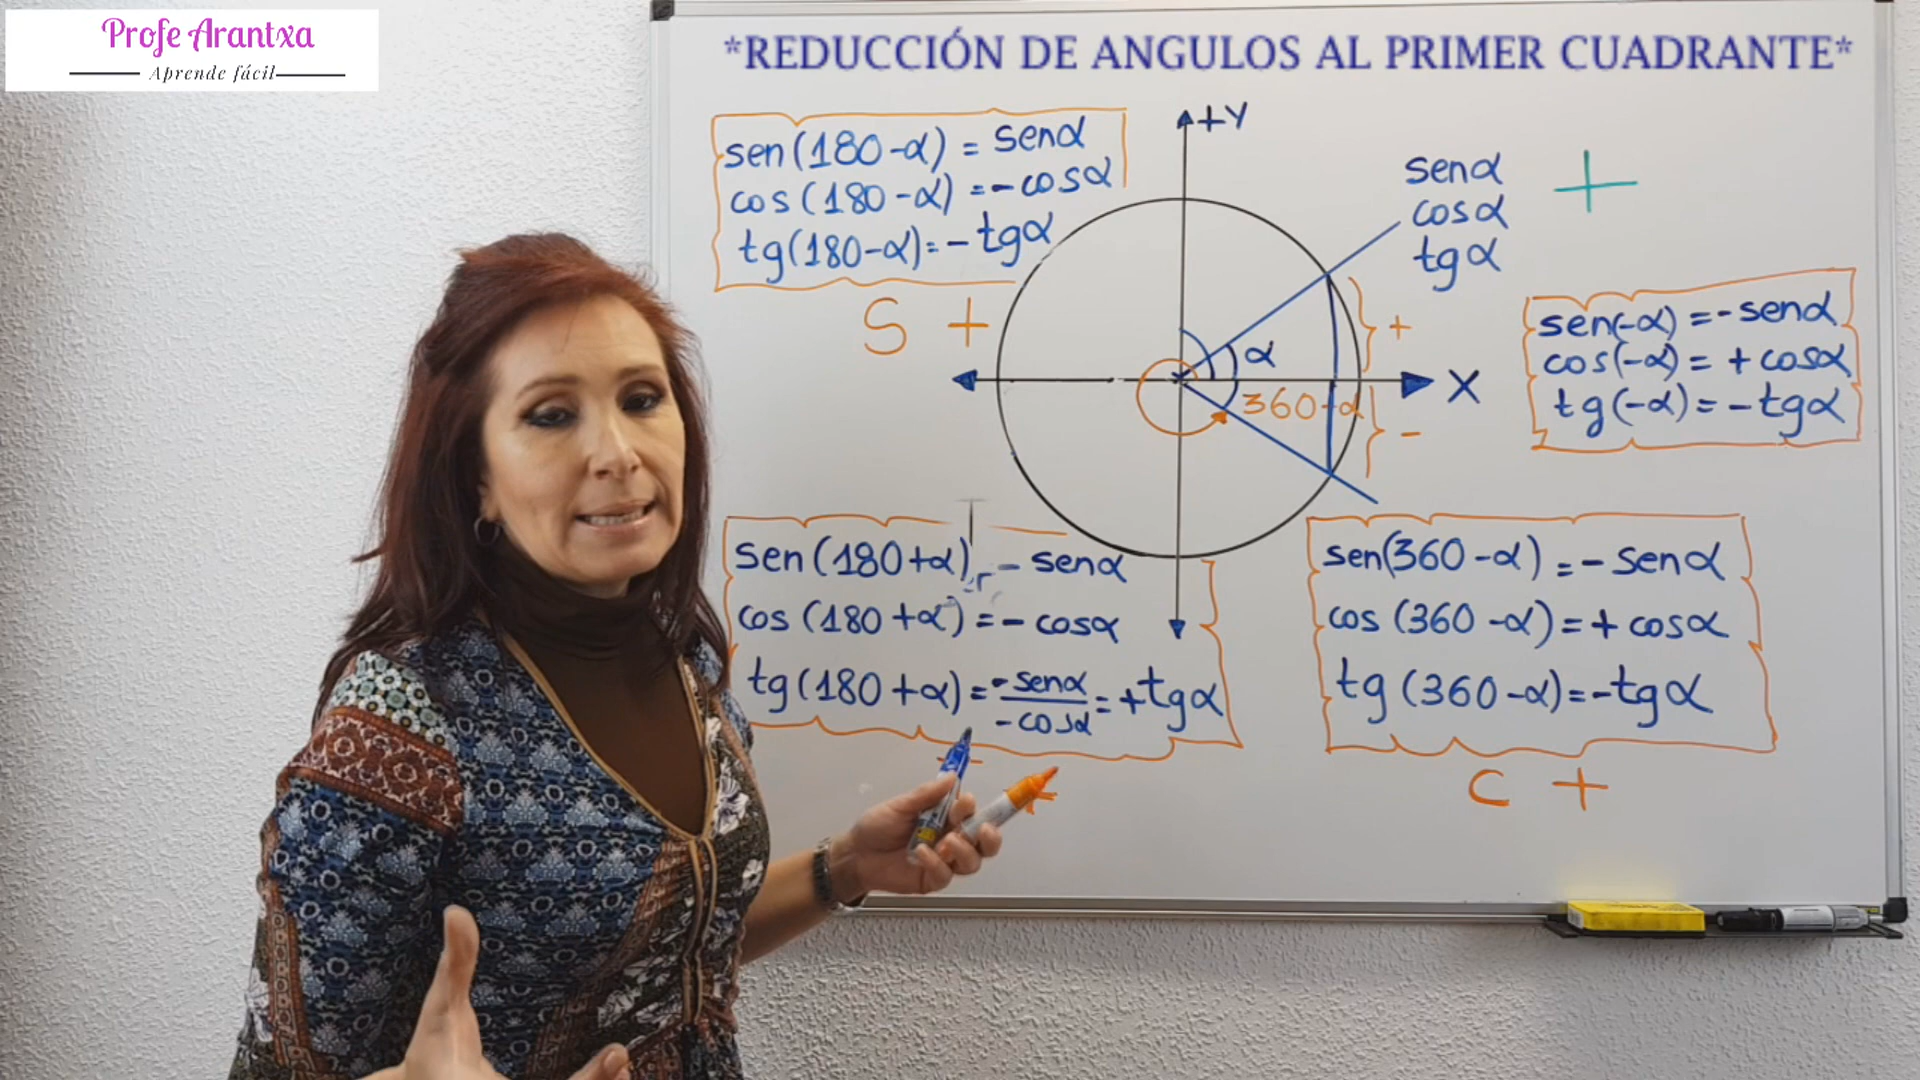 Profe Arantxa
Aprende fácil
*REDUCCIÓN DE ANGULOS AL PRIMER CUADRANTE*
sen(180-α) = senα
cos(180-α) = -cosα
tg(180-α) = -tgα
S +
+Y
senα
cosα
tgα
+
+
α
X
360-α
-
sen(-α) = -senα
cos(-α) = +cosα
tg(-α) = -tgα
sen(180+α) - senα
cos(180+α) = - cosα
tg(180+α) = -senα/-cosα = +tgα
sen(360-α) = - senα
cos(360-α) = + cosα
tg(360-α) = -tgα
C +